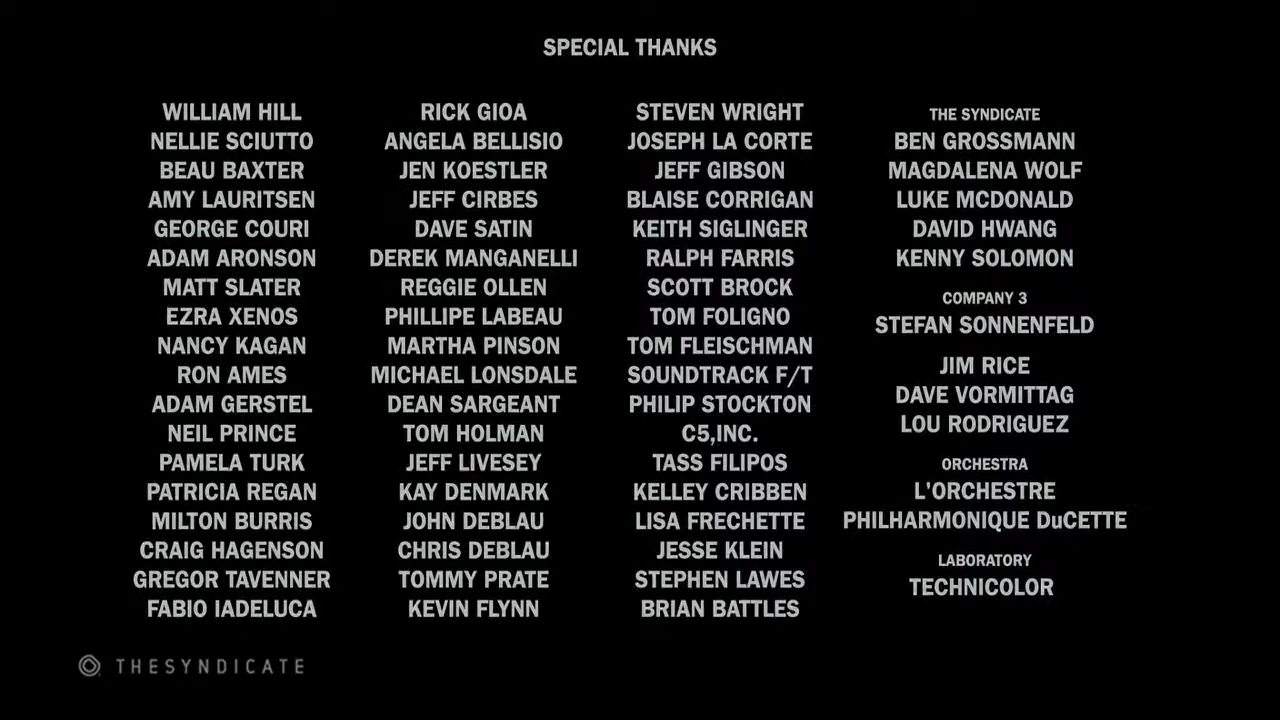 SPECIAL THANKS
WILLIAM HILL
NELLIE SCIUTTO
BEAU BAXTER
AMY LAURITSEN
GEORGE COURI
ADAM ARONSON
MATT SLATER
EZRA XENOS
NANCY KAGAN
RON AMES
ADAM GERSTEL
NEIL PRINCE
PAMELA TURK
PATRICIA REGAN
MILTON BURRIS
CRAIG HAGENSON
GREGOR TAVENNER
FABIO iADELUCA
RICK GIOA
ANGELA BELLISIO
JEN KOESTLER
JEFF CIRBES
DAVE SATIN
DEREK MANGANELLI
REGGIE OLLEN
PHILLIPE LABEAU
MARTHA PINSON
MICHAEL LONSDALE
DEAN SARGEANT
TOM HOLMAN
JEFF LIVESEY
KAY DENMARK
JOHN DEBLAU
CHRIS DEBLAU
TOMMY PRATE
KEVIN FLYNN
STEVEN WRIGHT
JOSEPH LA CORTE
JEFF GIBSON
BLAISE CORRIGAN
KEITH SIGLINGER
RALPH FARRIS
SCOTT BROCK
TOM FOLIGNO
TOM FLEISCHMAN
SOUNDTRACK F/T
PHILIP STOCKTON
C5,INC.
TASS FILIPOS
KELLEY CRIBBEN
LISA FRECHETTE
JESSE KLEIN
STEPHEN LAWES
BRIAN BATTLES
THE SYNDICATE
BEN GROSSMANN
MAGDALENA WOLF
LUKE MCDONALD
DAVID HWANG
KENNY SOLOMON
COMPANY 3
STEFAN SONNENFELD
JIM RICE
DAVE VORMITTAG
LOU RODRIGUEZ
ORCHESTRA
L'ORCHESTRE
PHILHARMONIQUE DuCETTE
LABORATORY
TECHNICOLOR
THESYNDICATE